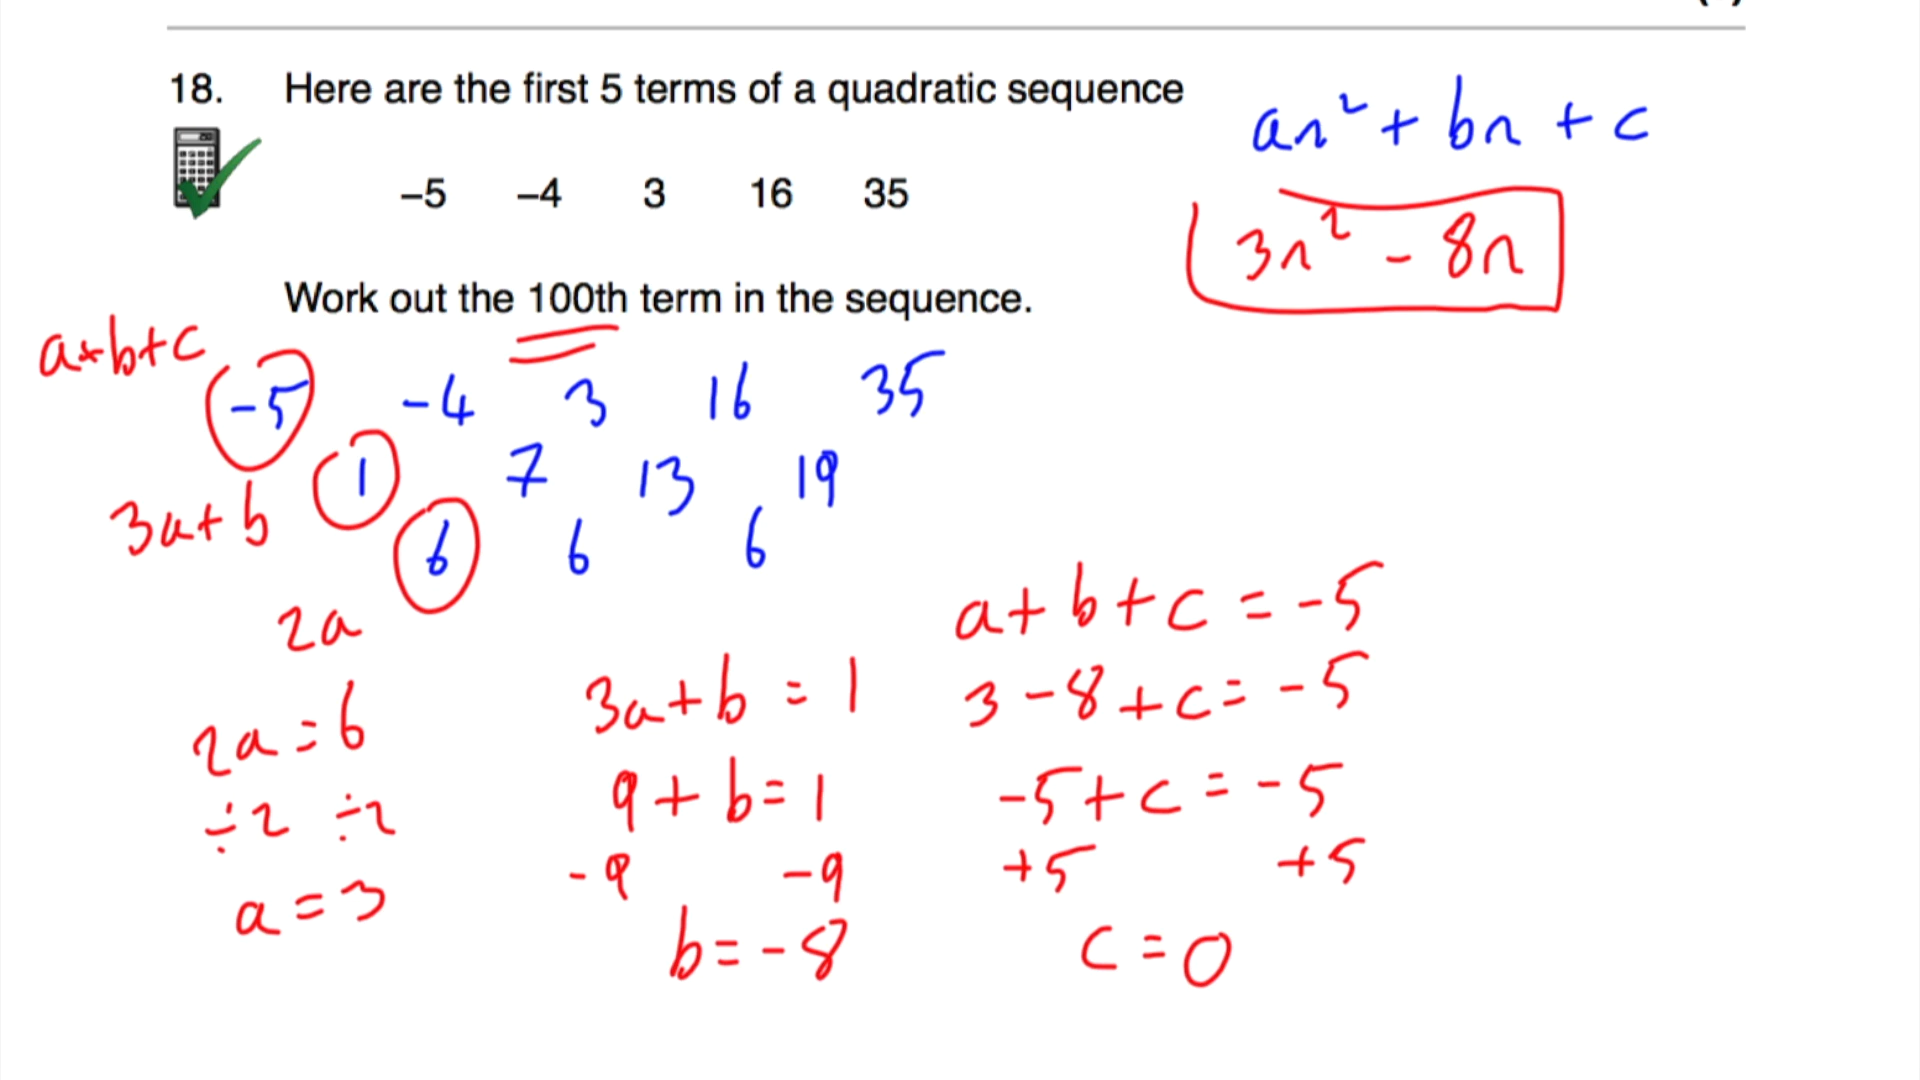 18. Here are the first 5 terms of a quadratic sequence
an² + bn + c
–5 –4 3 16 35
3n² - 8n
Work out the 100th term in the sequence.
a+b+c
-5 -4 3 16 35
3a+b 1 7 13 19
6 6 6
2a
2a=6
÷2 ÷2
a=3
3a+b=1
9+b=1
-9 -9
b=-8
a+b+c=-5
3-8+c=-5
-5+c=-5
+5 +5
c=0